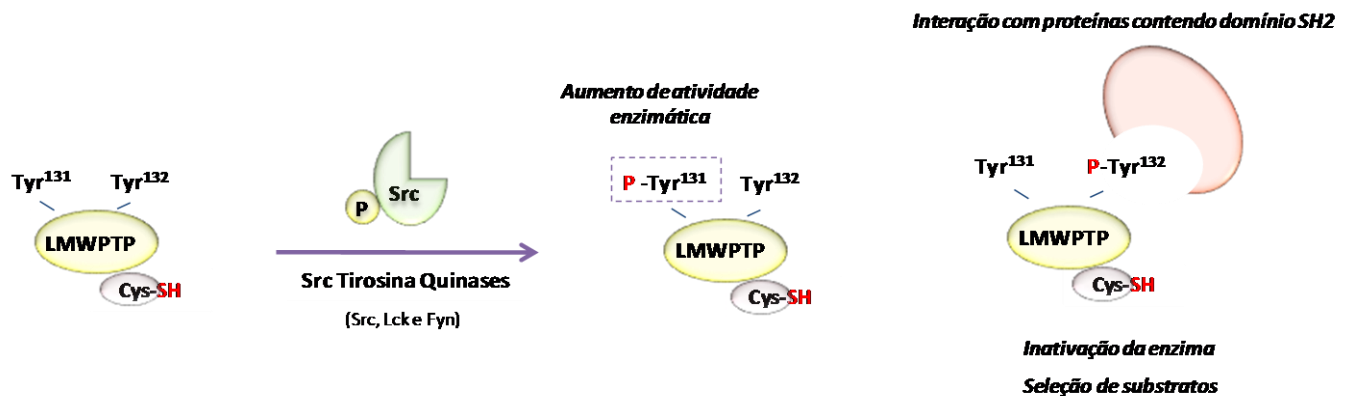 Interação com proteínas contendo domínio SH2
Aumento de atividade
enzimática
Tyr131
Tyr132
LMWPTP
Cys-SH
P
Src
Src Tirosina Quinases
(Src, Lck e Fyn)
P -Tyr131
Tyr132
LMWPTP
Cys-SH
Tyr131
P-Tyr132
LMWPTP
Cys-SH
Inativação da enzima
Seleção de substratos